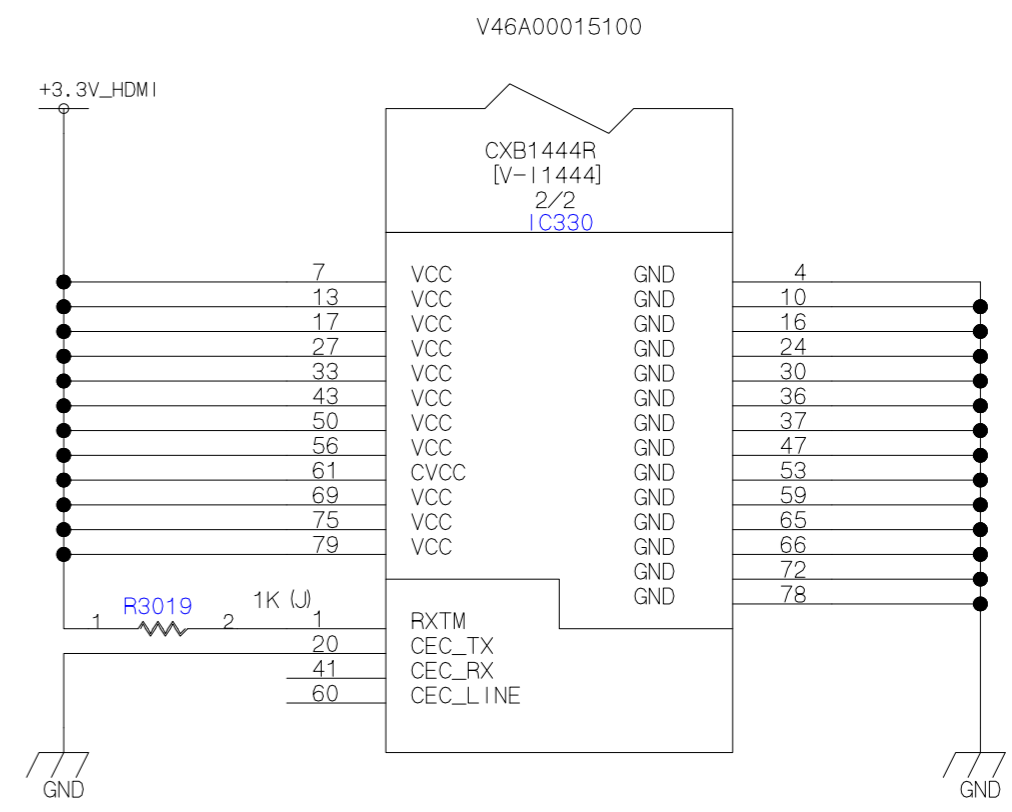 V46A00015100
+3.3V_HDMI
CXB1444R
[V-I1444]
2/2
IC330
7 VCC GND 4
13 VCC GND 10
17 VCC GND 16
27 VCC GND 24
33 VCC GND 30
43 VCC GND 36
50 VCC GND 37
56 VCC GND 47
61 CVCC GND 53
69 VCC GND 59
75 VCC GND 65
79 VCC GND 66
GND 72
GND 78
R3019 1K (J)
1 2 1 RXTM
20 CEC_TX
41 CEC_RX
60 CEC_LINE
GND GND